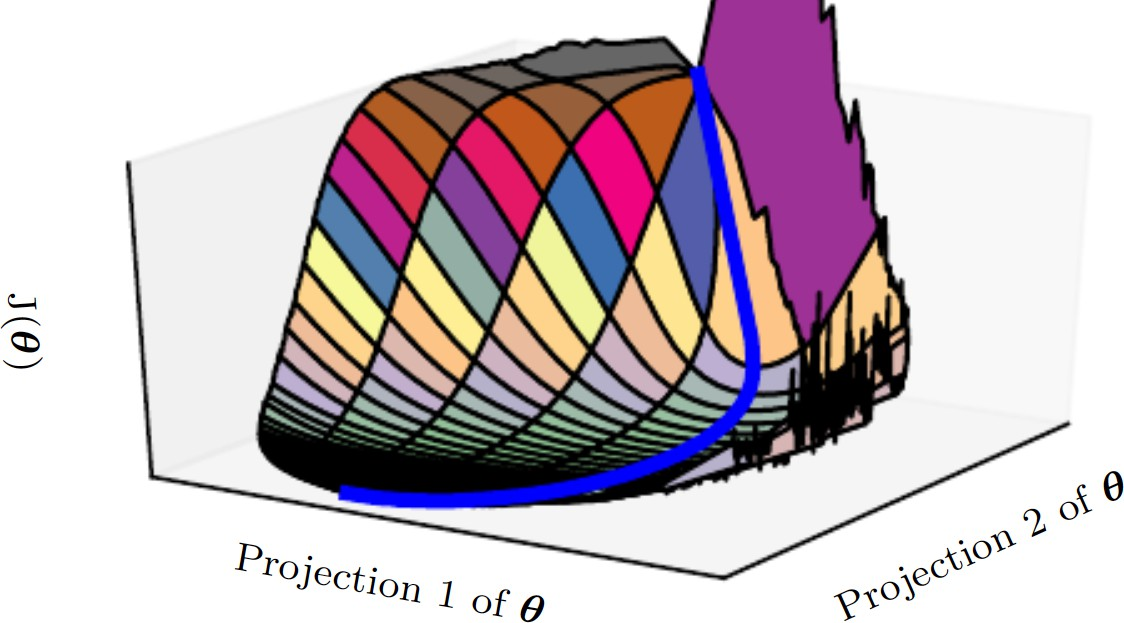 J(θ)
Projection 1 of θ
Projection 2 of θ